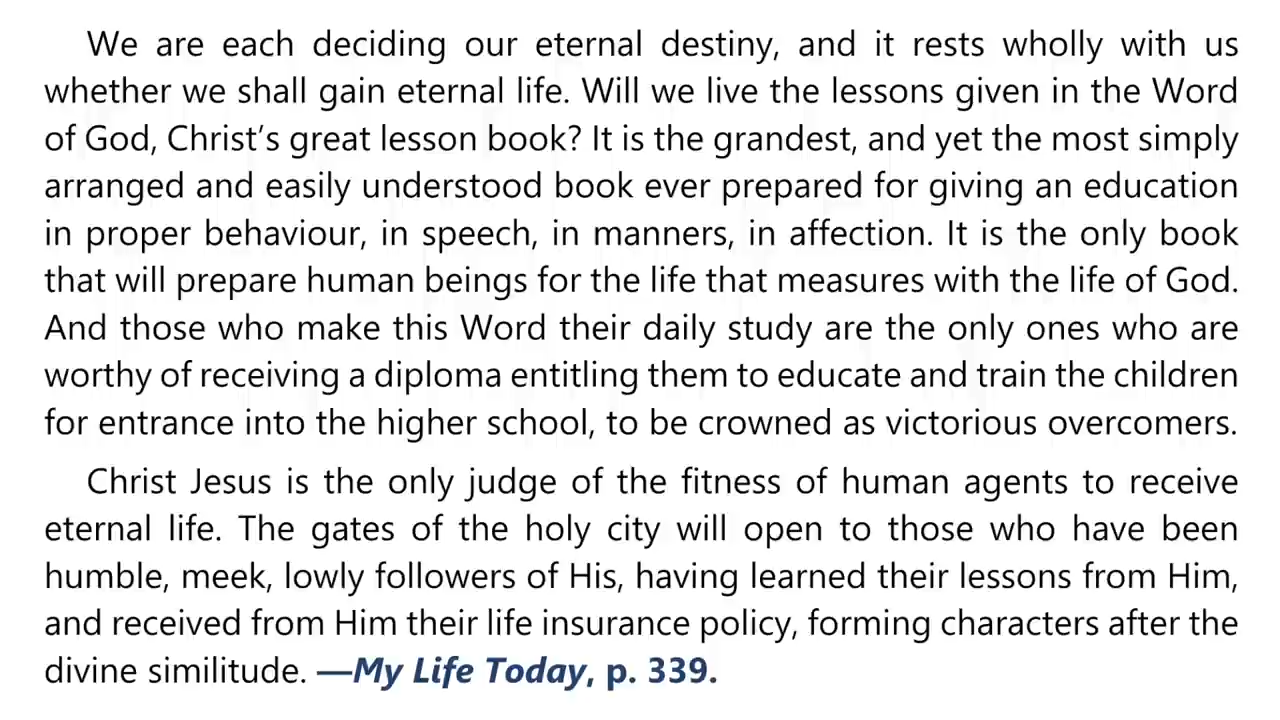 We are each deciding our eternal destiny, and it rests wholly with us
whether we shall gain eternal life. Will we live the lessons given in the Word
of God, Christ’s great lesson book? It is the grandest, and yet the most simply
arranged and easily understood book ever prepared for giving an education
in proper behaviour, in speech, in manners, in affection. It is the only book
that will prepare human beings for the life that measures with the life of God.
And those who make this Word their daily study are the only ones who are
worthy of receiving a diploma entitling them to educate and train the children
for entrance into the higher school, to be crowned as victorious overcomers.
Christ Jesus is the only judge of the fitness of human agents to receive
eternal life. The gates of the holy city will open to those who have been
humble, meek, lowly followers of His, having learned their lessons from Him,
and received from Him their life insurance policy, forming characters after the
divine similitude. —My Life Today, p. 339.